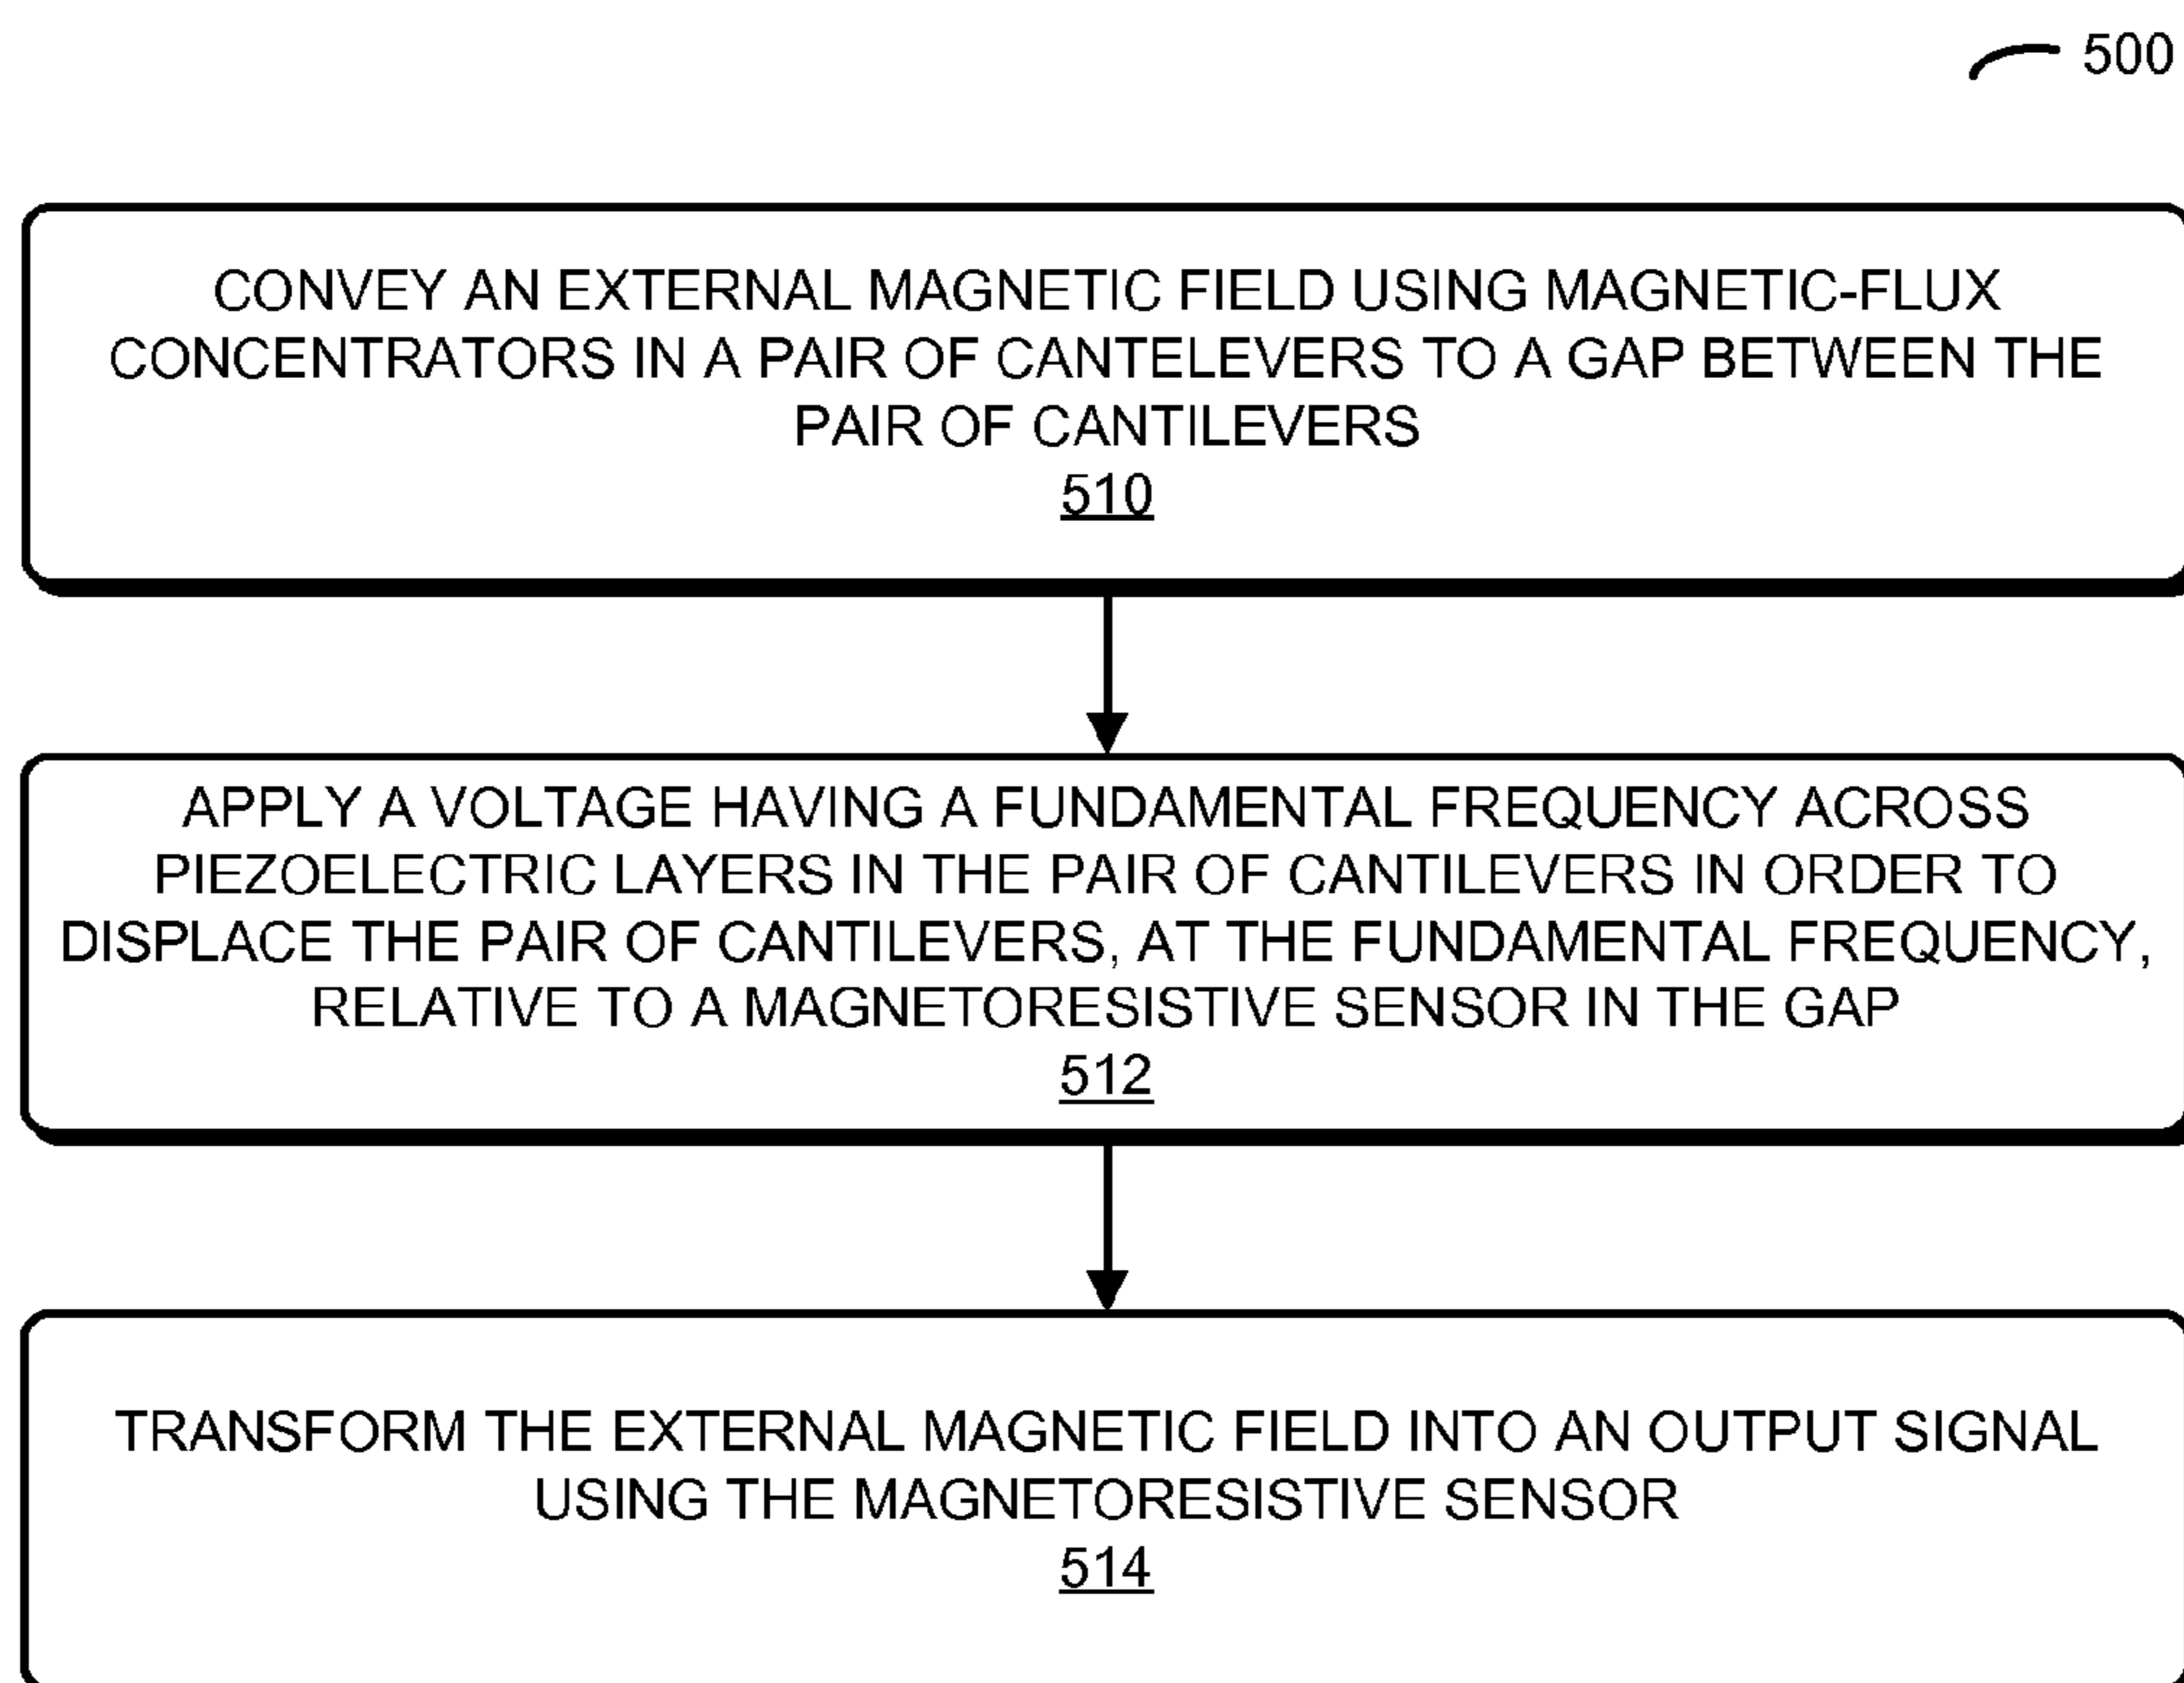 500
CONVEY AN EXTERNAL MAGNETIC FIELD USING MAGNETIC-FLUX
CONCENTRATORS IN A PAIR OF CANTELEVERS TO A GAP BETWEEN THE
PAIR OF CANTILEVERS
510
APPLY A VOLTAGE HAVING A FUNDAMENTAL FREQUENCY ACROSS
PIEZOELECTRIC LAYERS IN THE PAIR OF CANTILEVERS IN ORDER TO
DISPLACE THE PAIR OF CANTILEVERS, AT THE FUNDAMENTAL FREQUENCY,
RELATIVE TO A MAGNETORESISTIVE SENSOR IN THE GAP
512
TRANSFORM THE EXTERNAL MAGNETIC FIELD INTO AN OUTPUT SIGNAL
USING THE MAGNETORESISTIVE SENSOR
514